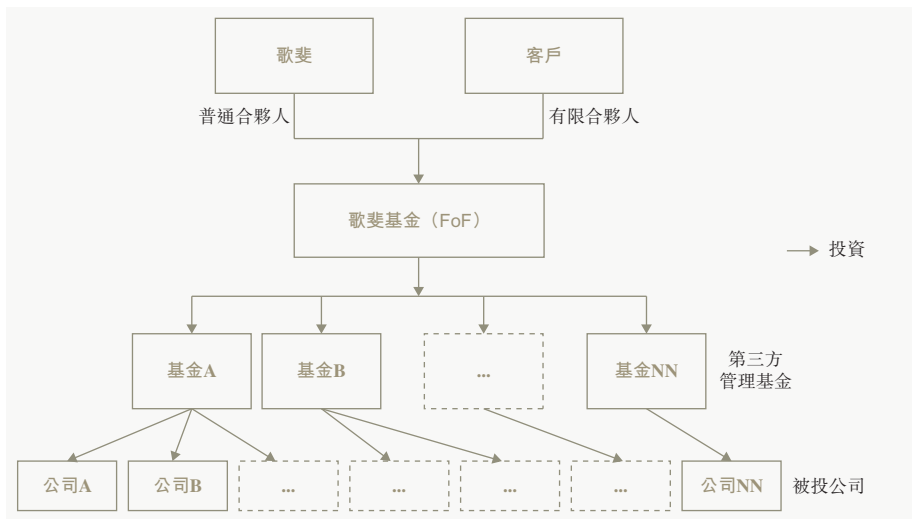 歌斐
客戶
普通合夥人
有限合夥人
歌斐基金（FoF）
投資
基金A
基金B
...
基金NN
第三方
管理基金
公司A
公司B
...
...
...
...
公司NN
被投公司